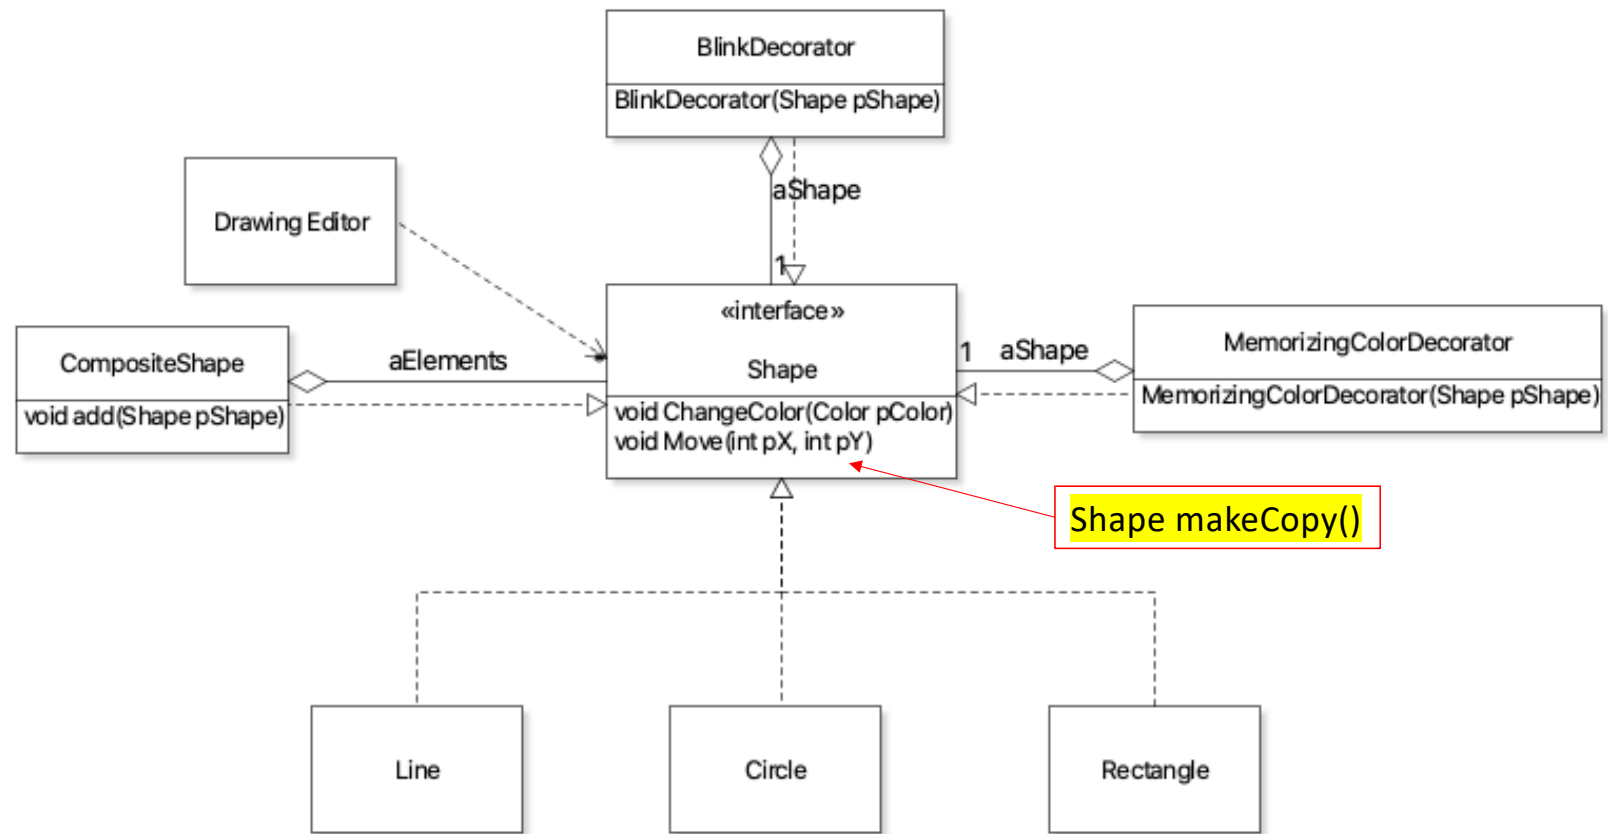 BlinkDecorator
BlinkDecorator(Shape pShape)
aShape
1
Drawing Editor
«interface»
Shape
void ChangeColor(Color pColor)
void Move(int pX, int pY)
CompositeShape
void add(Shape pShape)
aElements
1 aShape
MemorizingColorDecorator
MemorizingColorDecorator(Shape pShape)
Shape makeCopy()
Line
Circle
Rectangle